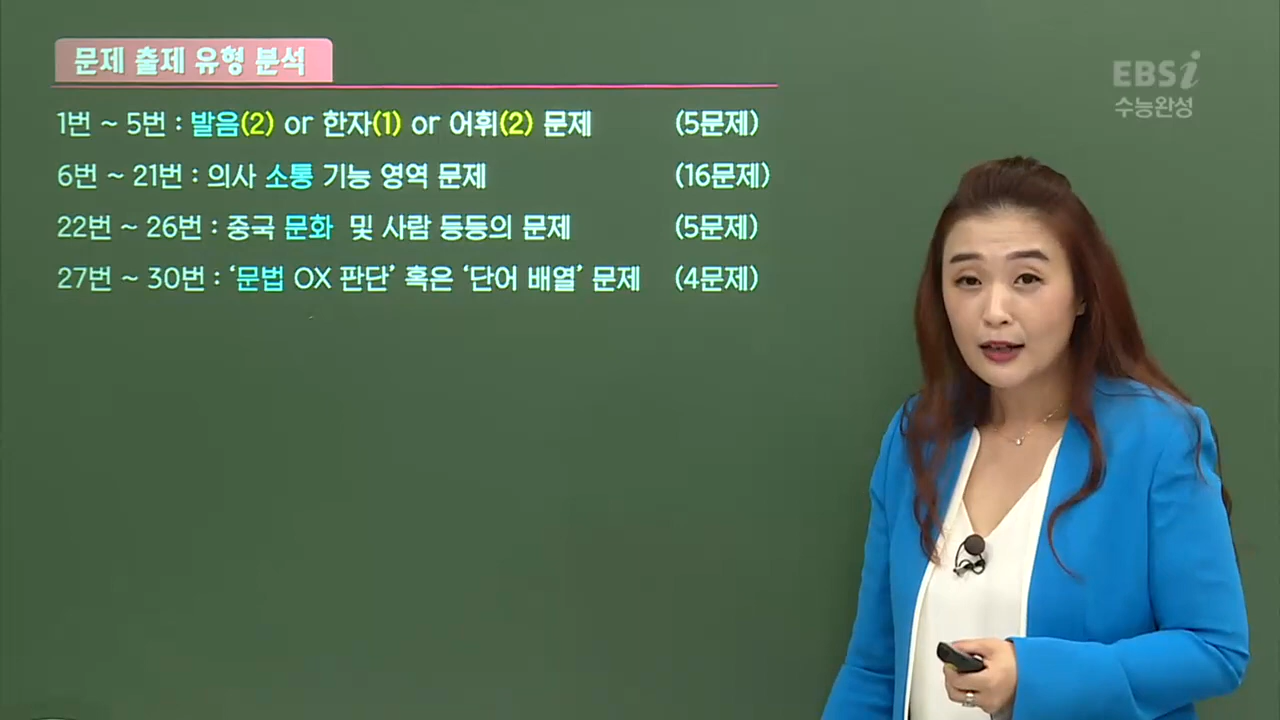 문제 출제 유형 분석
EBSi
수능완성
1번 ~ 5번 : 발음(2) or 한자(1) or 어휘(2) 문제 (5문제)
6번 ~ 21번 : 의사 소통 기능 영역 문제 (16문제)
22번 ~ 26번 : 중국 문화 및 사람 등등의 문제 (5문제)
27번 ~ 30번 : ‘문법 OX 판단’ 혹은 ‘단어 배열’ 문제 (4문제)